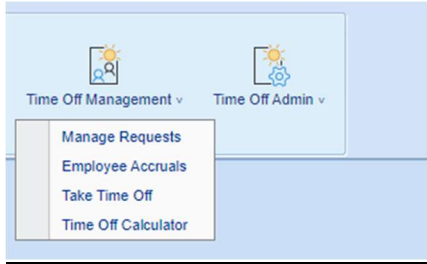 Time Off Management ˅ Time Off Admin ˅
Manage Requests
Employee Accruals
Take Time Off
Time Off Calculator